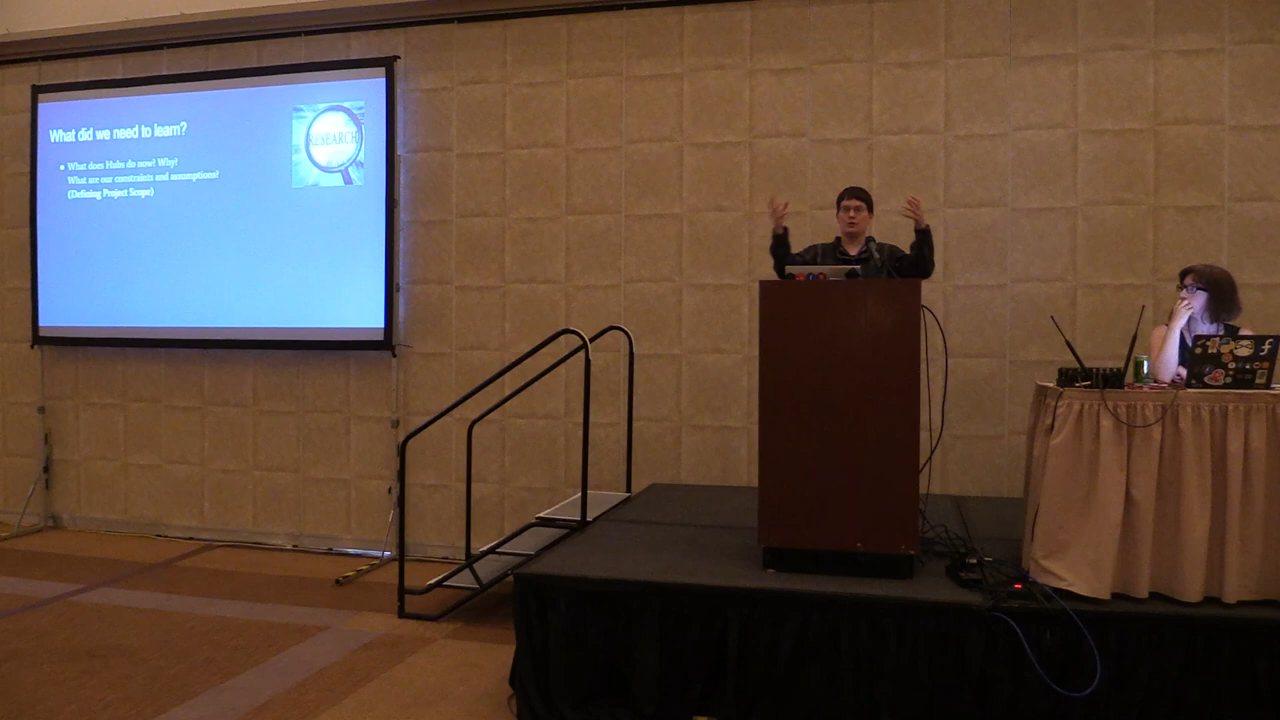 What did we need to learn?
RESEARCH
What does Hubs do now? Why?
What are our constraints and assumptions?
(Defining Project Scope)
f